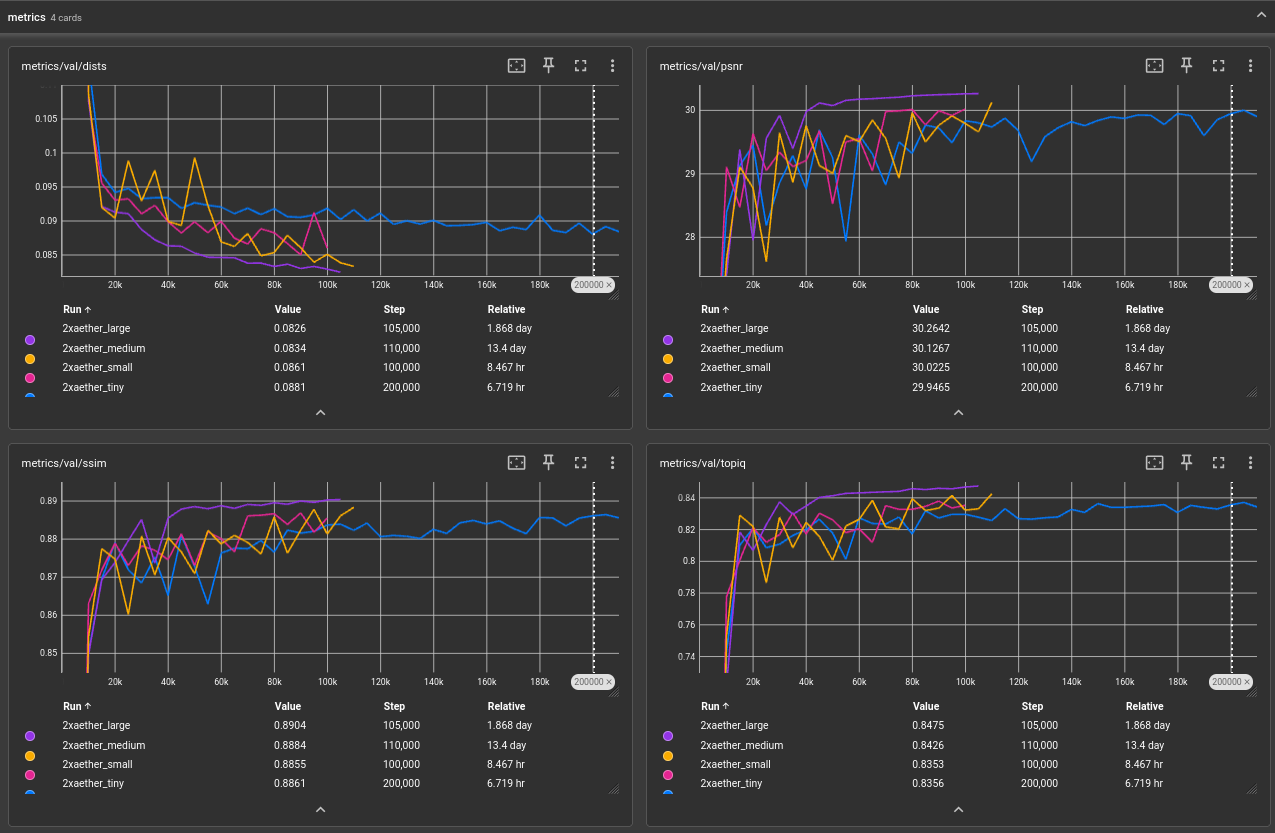 metrics 4 cards
metrics/val/dists
0.105
0.1
0.095
0.09
0.085
20k 40k 60k 80k 100k 120k 140k 160k 180k 200000 ×
Run ↑ Value Step Relative
2xaether_large 0.0826 105,000 1.868 day
2xaether_medium 0.0834 110,000 13.4 day
2xaether_small 0.0861 100,000 8.467 hr
2xaether_tiny 0.0881 200,000 6.719 hr
metrics/val/psnr
30
29
28
20k 40k 60k 80k 100k 120k 140k 160k 180k 200000 ×
Run ↑ Value Step Relative
2xaether_large 30.2642 105,000 1.868 day
2xaether_medium 30.1267 110,000 13.4 day
2xaether_small 30.0225 100,000 8.467 hr
2xaether_tiny 29.9465 200,000 6.719 hr
metrics/val/ssim
0.89
0.88
0.87
0.86
0.85
20k 40k 60k 80k 100k 120k 140k 160k 180k 200000 ×
Run ↑ Value Step Relative
2xaether_large 0.8904 105,000 1.868 day
2xaether_medium 0.8884 110,000 13.4 day
2xaether_small 0.8855 100,000 8.467 hr
2xaether_tiny 0.8861 200,000 6.719 hr
metrics/val/topiq
0.84
0.82
0.8
0.78
0.76
0.74
20k 40k 60k 80k 100k 120k 140k 160k 180k 200000 ×
Run ↑ Value Step Relative
2xaether_large 0.8475 105,000 1.868 day
2xaether_medium 0.8426 110,000 13.4 day
2xaether_small 0.8353 100,000 8.467 hr
2xaether_tiny 0.8356 200,000 6.719 hr